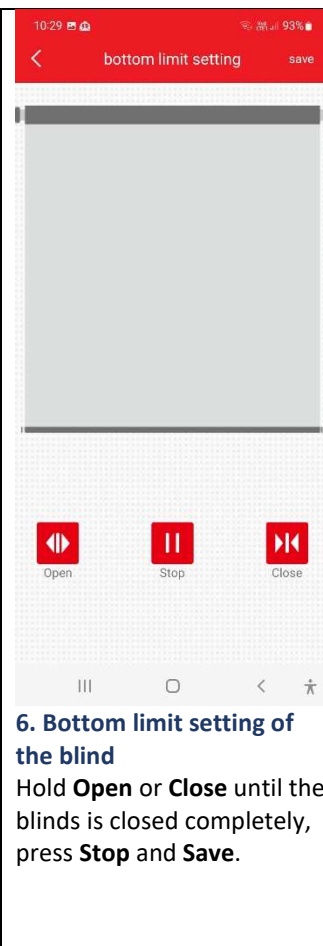 10:29 93%
bottom limit setting save
Open Stop Close
6. Bottom limit setting of
the blind
Hold Open or Close until the
blinds is closed completely,
press Stop and Save.